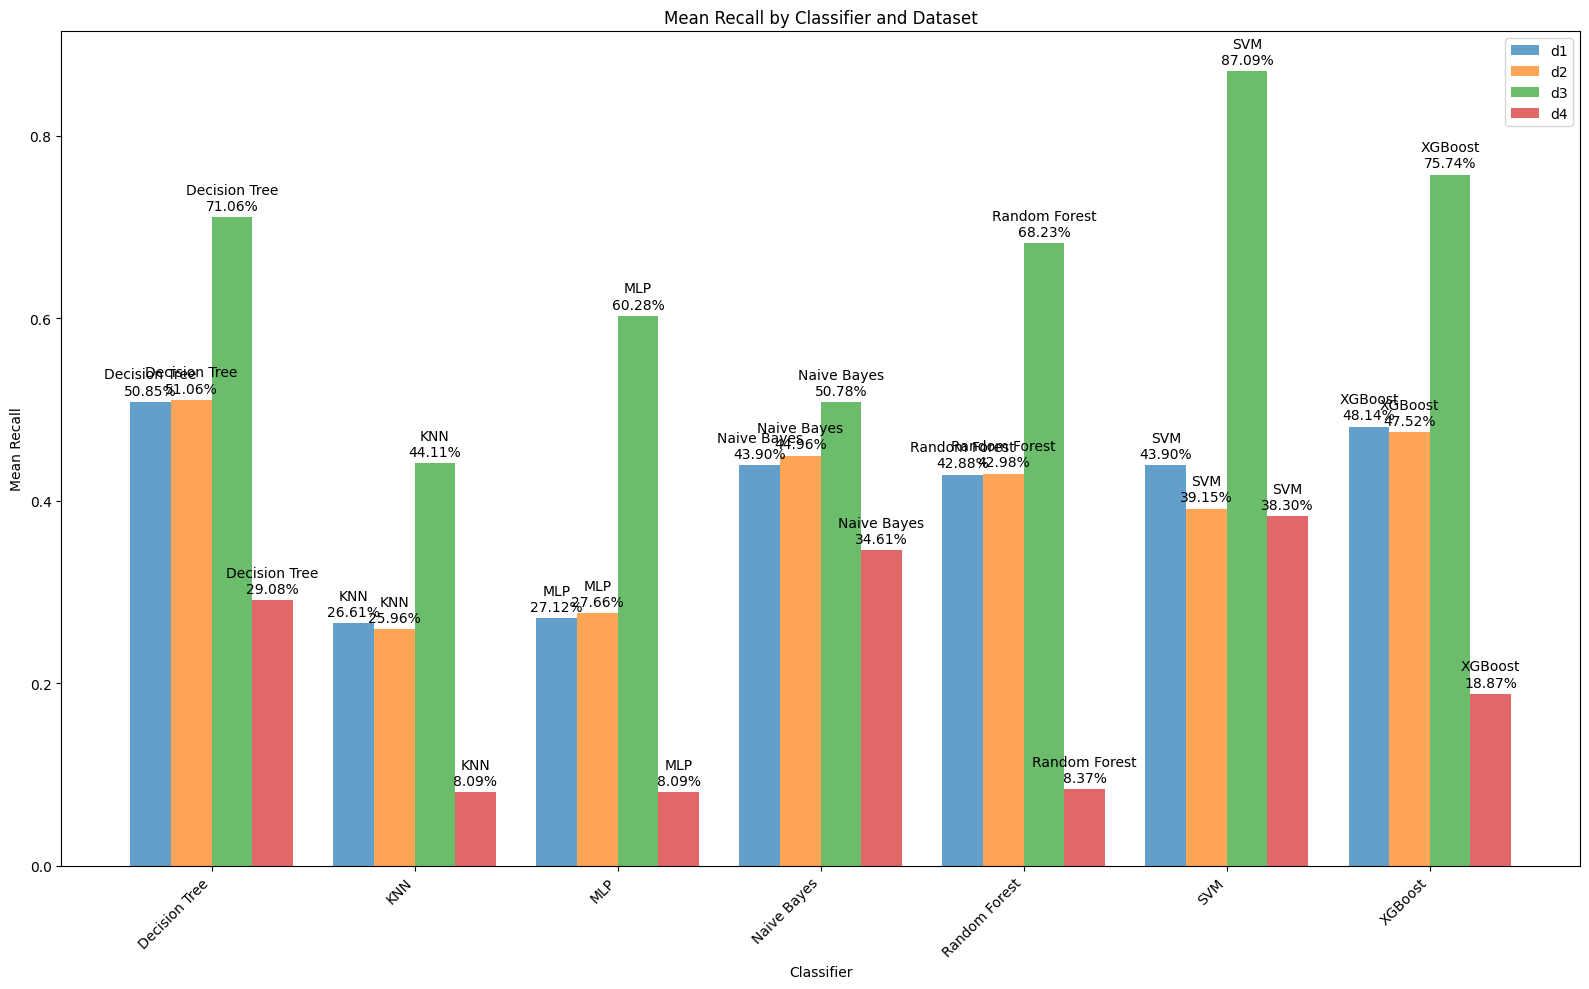 Mean Recall by Classifier and Dataset
d1
d2
d3
d4
Mean Recall
0.8
0.6
0.4
0.2
0.0
Decision Tree
50.85%
Decision Tree
51.06%
Decision Tree
71.06%
Decision Tree
29.08%
KNN
26.61%
KNN
25.96%
KNN
44.11%
KNN
8.09%
MLP
27.12%
MLP
27.66%
MLP
60.28%
MLP
8.09%
Naive Bayes
43.90%
Naive Bayes
44.96%
Naive Bayes
50.78%
Naive Bayes
34.61%
Random Forest
42.88%
Random Forest
42.98%
Random Forest
68.23%
Random Forest
8.37%
SVM
43.90%
SVM
39.15%
SVM
87.09%
SVM
38.30%
XGBoost
48.14%
XGBoost
47.52%
XGBoost
75.74%
XGBoost
18.87%
Decision Tree
KNN
MLP
Naive Bayes
Random Forest
SVM
XGBoost
Classifier